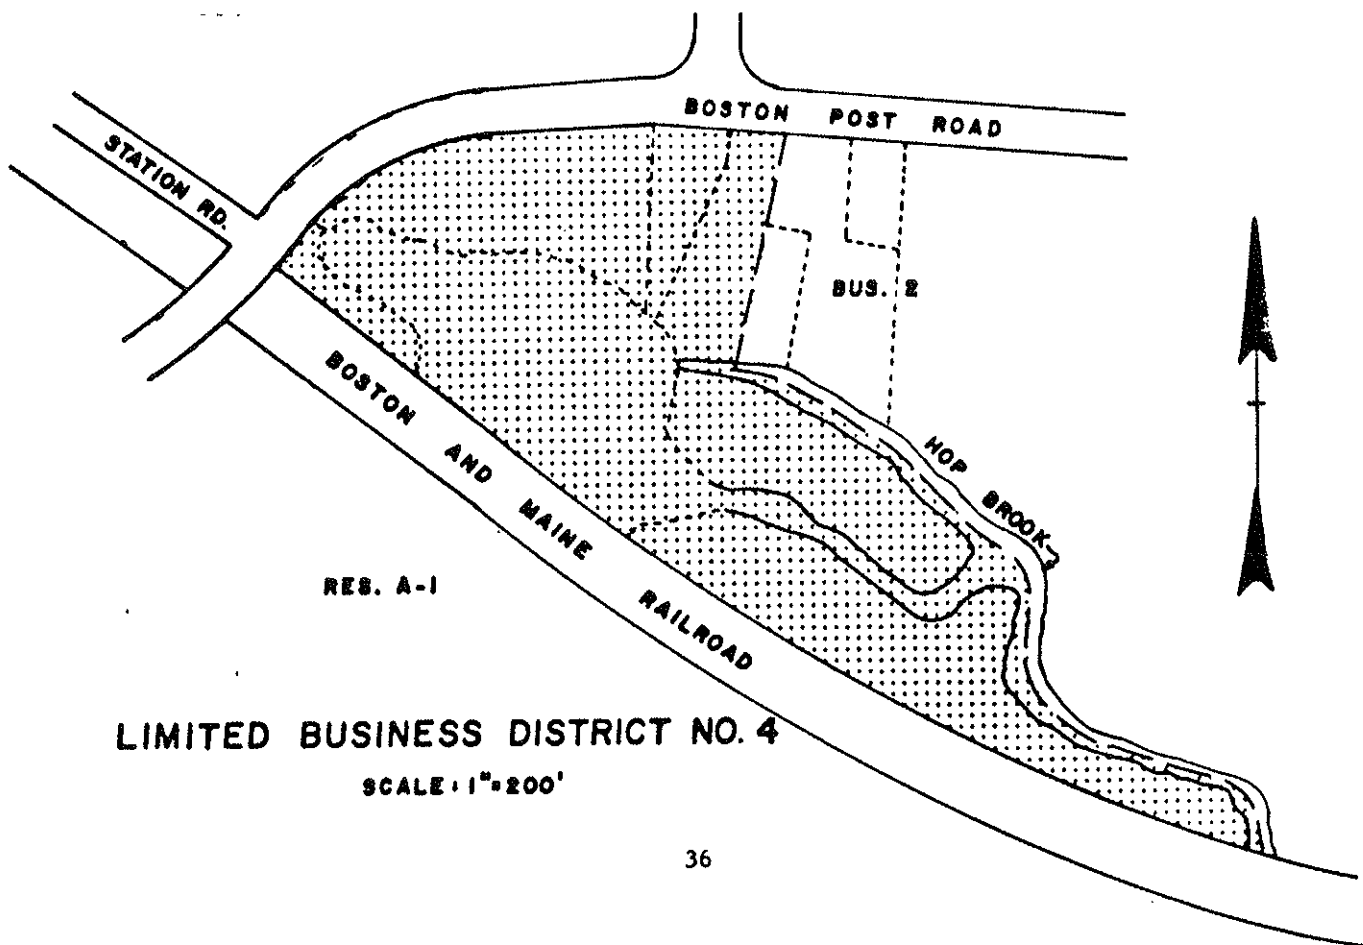 BOSTON POST ROAD
STATION RD.
BUS. 2
BOSTON AND MAINE RAILROAD
HOP BROOK
RES. A-1
LIMITED BUSINESS DISTRICT NO. 4
SCALE: 1"=200'
36